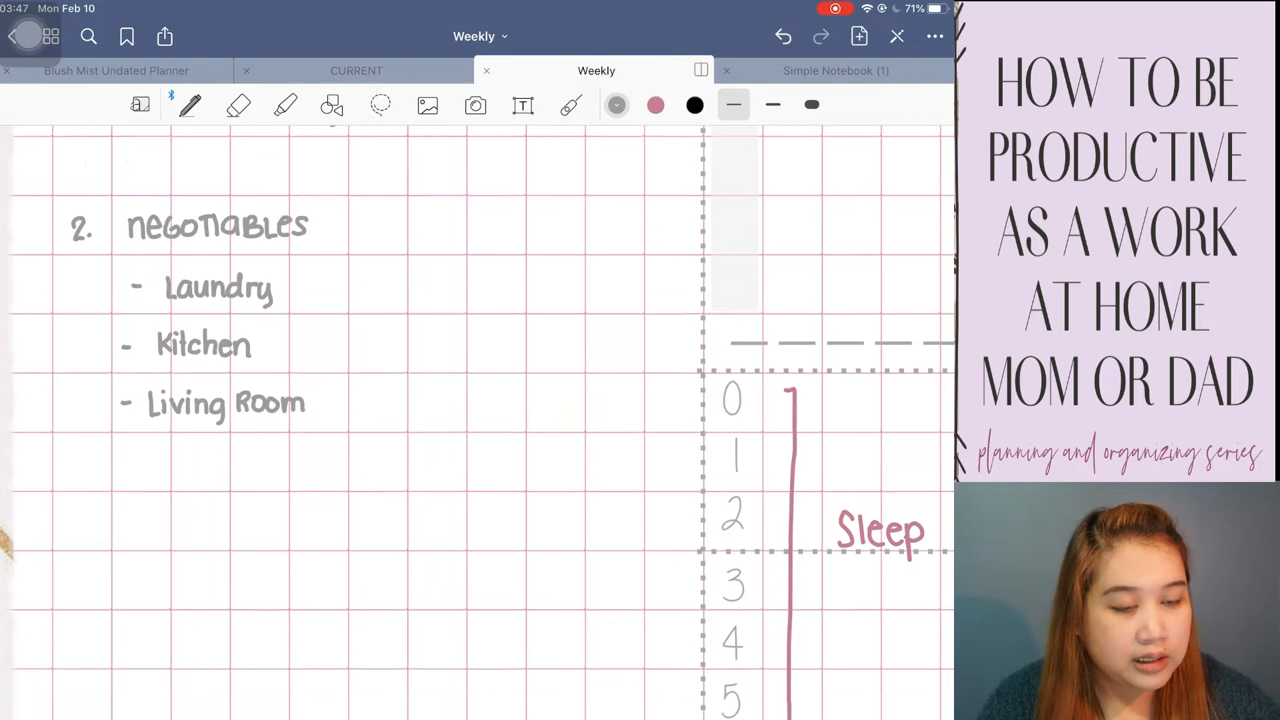 03:47 Mon Feb 10
71%
Weekly
Blush Mist Undated Planner
CURRENT
Weekly
Simple Notebook (1)
T
2. NEGOTIABLES
- Laundry
- Kitchen
- Living Room
0
1
2
Sleep
3
4
5
HOW TO BE
PRODUCTIVE
AS A WORK
AT HOME
MOM OR DAD
planning and organizing series